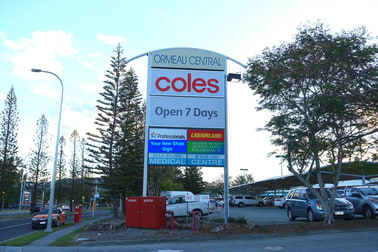 ORMEAU CENTRAL
coles
Open 7 Days
Professionals
LIQUORLAND
Your New Shop
Sign
MEDICAL CENTRE